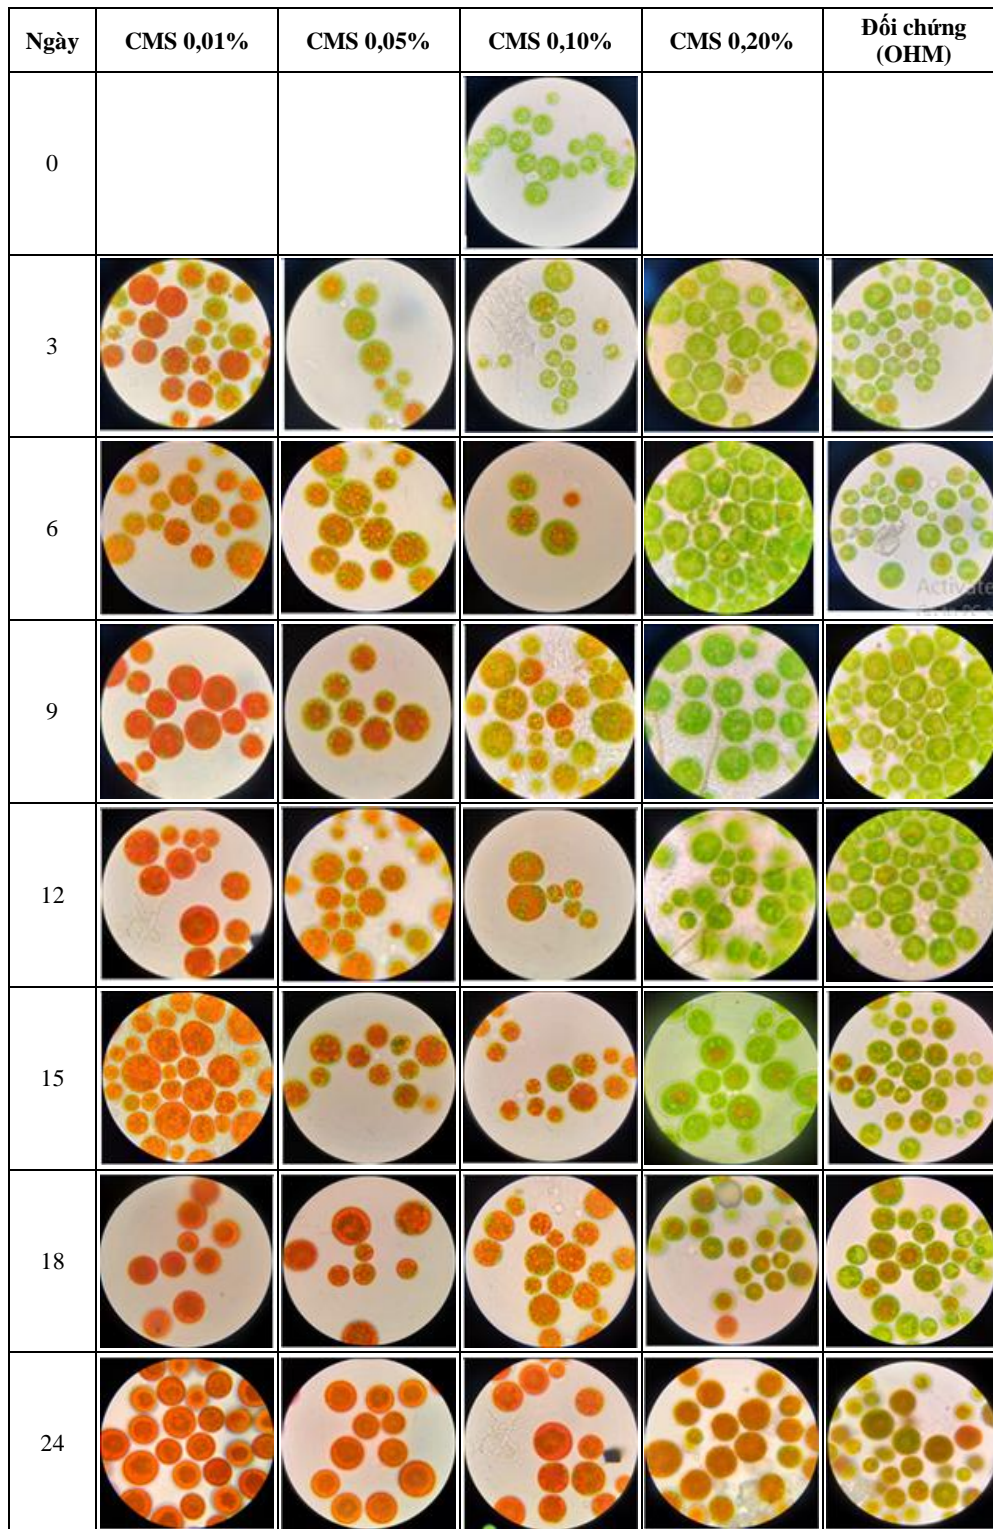 Ngày CMS 0,01% CMS 0,05% CMS 0,10% CMS 0,20% Đối chứng
(OHM)
0
3
6
Activate
9
12
15
18
24